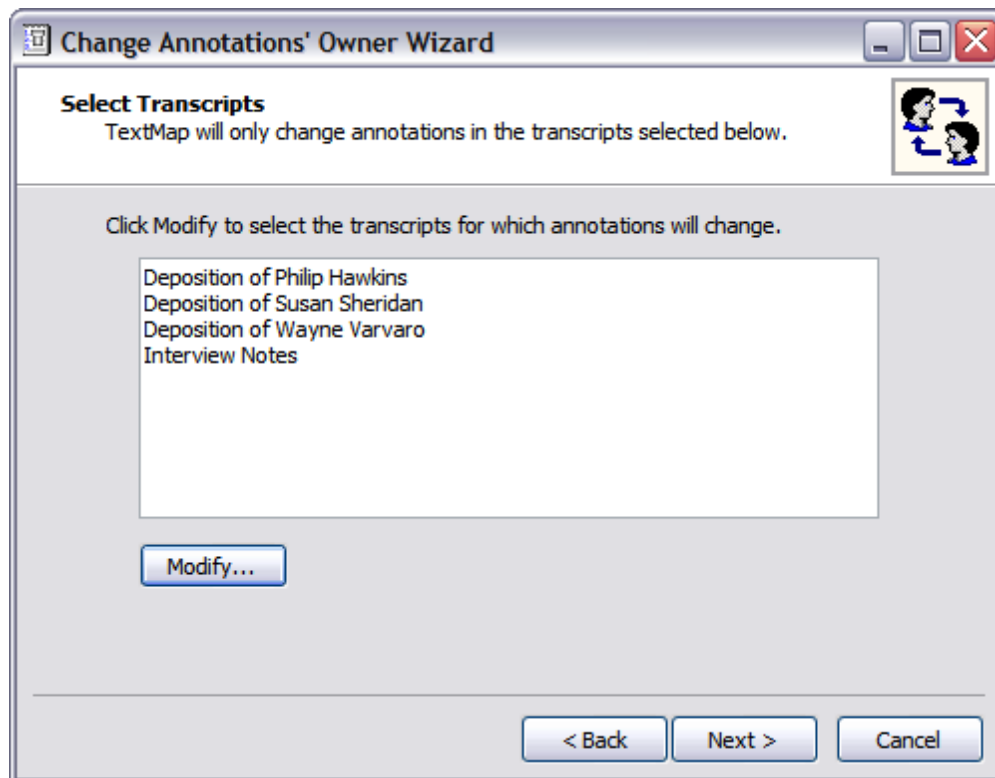 Change Annotations' Owner Wizard
Select Transcripts
TextMap will only change annotations in the transcripts selected below.
Click Modify to select the transcripts for which annotations will change.
Deposition of Philip Hawkins
Deposition of Susan Sheridan
Deposition of Wayne Varvaro
Interview Notes
Modify...
< Back
Next >
Cancel